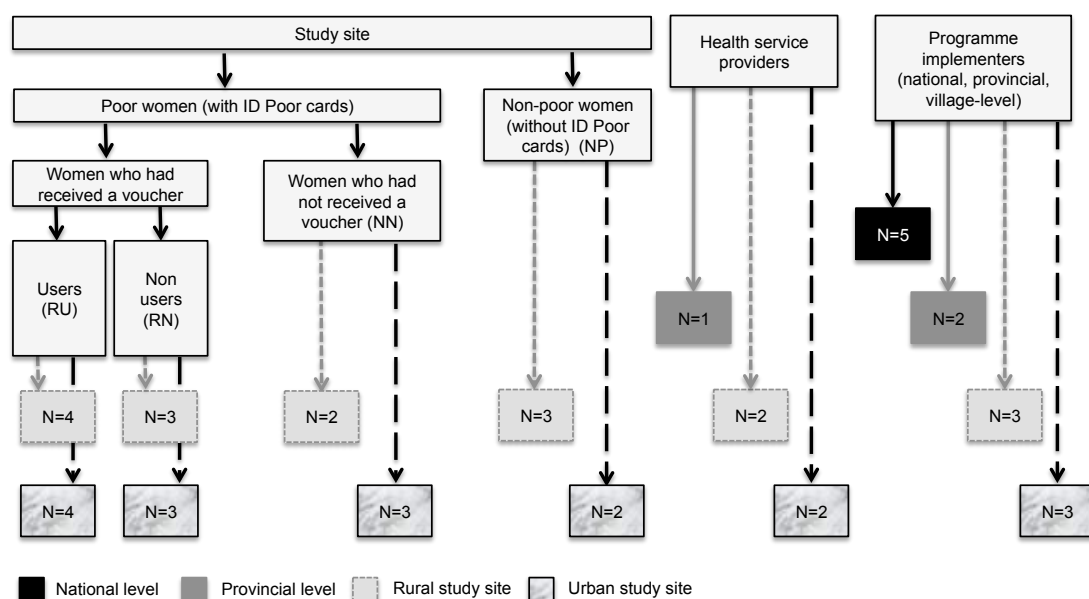 Study site
Health service
providers
Programme
implementers
(national, provincial,
village-level)
Poor women (with ID Poor cards)
Non-poor women
(without ID Poor
cards)  (NP)
Women who had
received a voucher
Women who had
not received a
voucher (NN)
Users
(RU)
Non
users
(RN)
N=5
N=1
N=2
N=4
N=3
N=2
N=3
N=2
N=3
N=4
N=3
N=3
N=2
N=2
N=3
National level
Provincial level
Rural study site
Urban study site